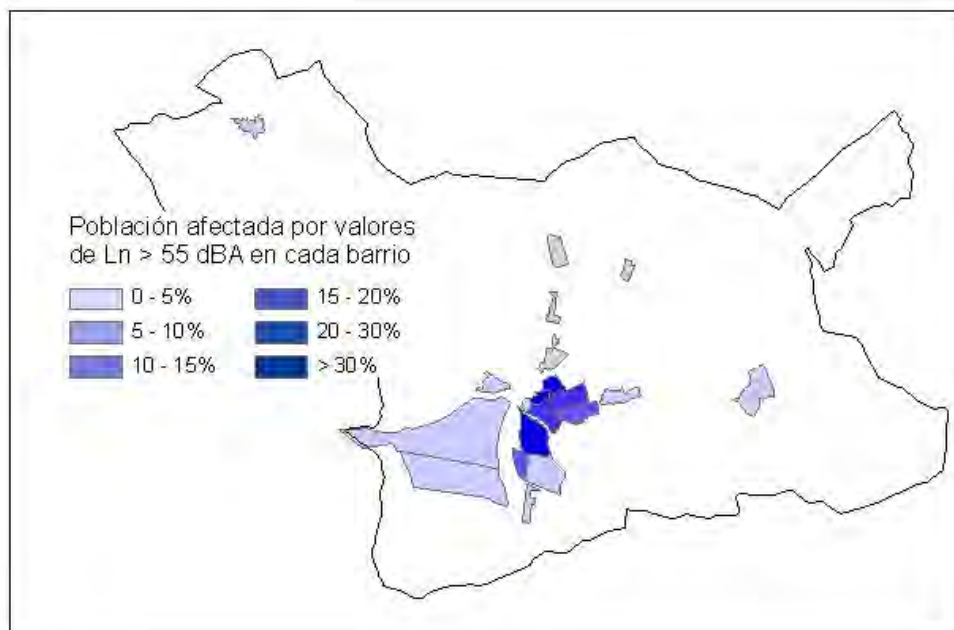 Población afectada por valores
de Ln > 55 dBA en cada barrio
0 - 5%
15 - 20%
5 - 10%
20 - 30%
10 - 15%
> 30%